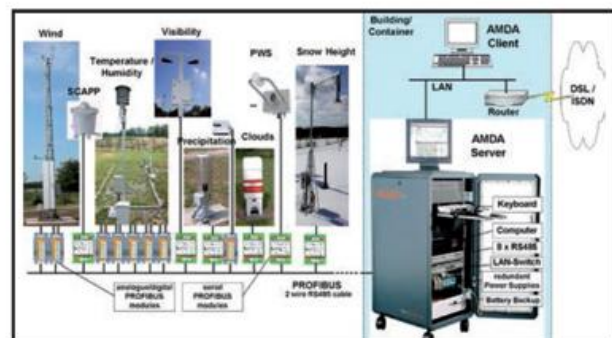 Wind
Visibility
Temperature /
Humidity
SCAPP
PWS
Snow Height
Precipitation
Clouds
Building/
Container
AMDA
Client
LAN
Router
DSL /
ISDN
AMDA
Server
Keyboard
Computer
8 x RS485
LAN-Switch
redundant
Power Supplies
Battery Backup
analogue/digital
PROFIBUS
modules
serial
PROFIBUS
modules
PROFIBUS
2 wire RS485 cable